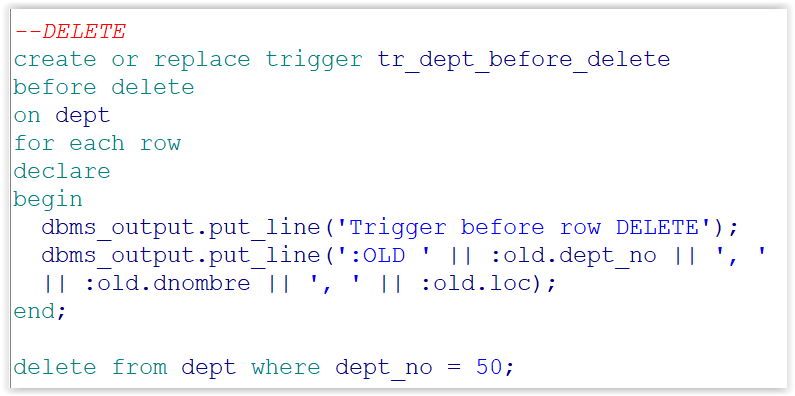 --DELETE
create or replace trigger tr_dept_before_delete
before delete
on dept
for each row
declare
begin
  dbms_output.put_line('Trigger before row DELETE');
  dbms_output.put_line(':OLD ' || :old.dept_no || ', '
  || :old.dnombre || ', ' || :old.loc);
end;

delete from dept where dept_no = 50;